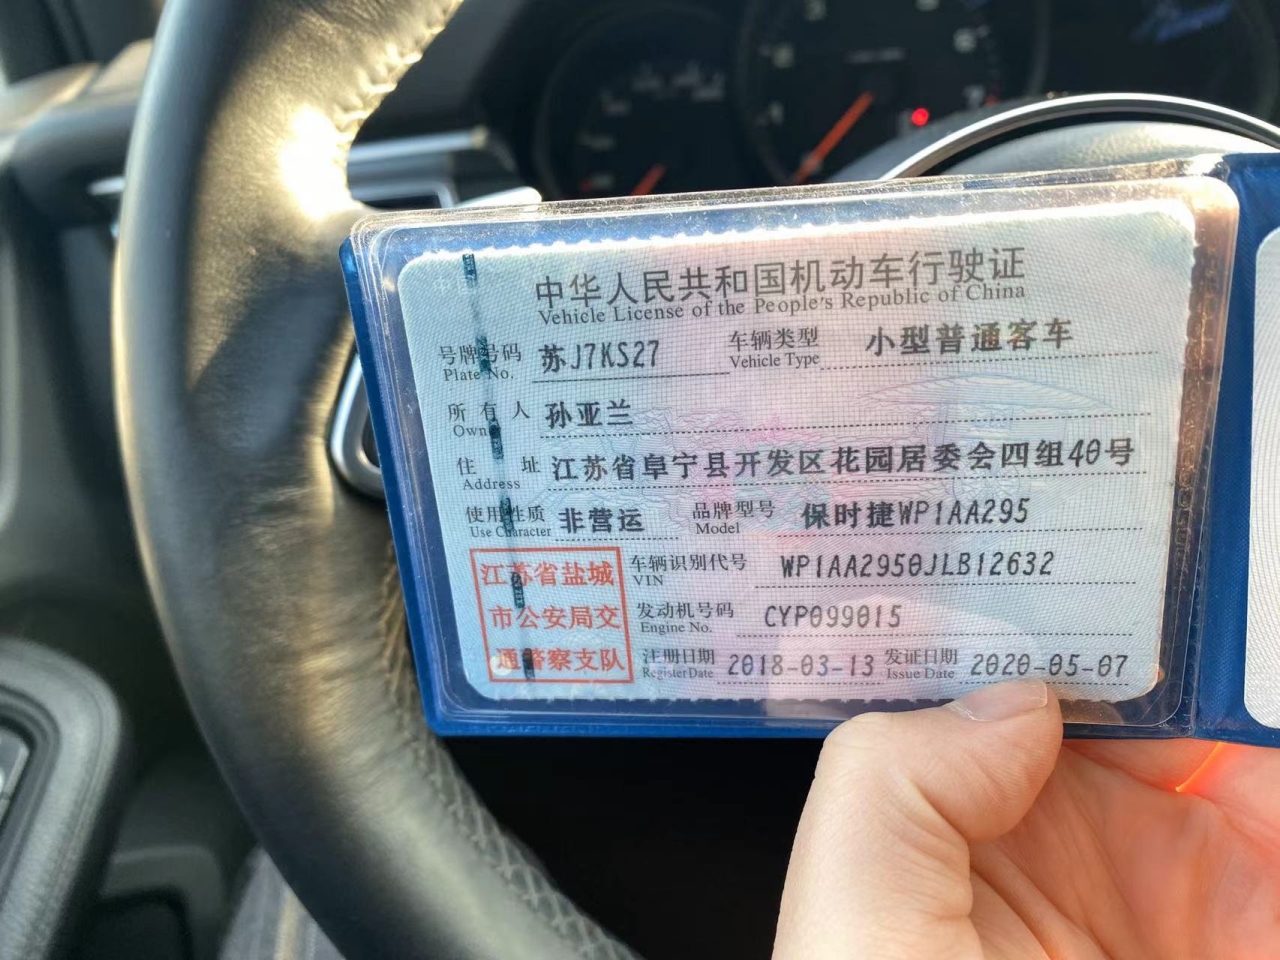 中华人民共和国机动车行驶证
Vehicle License of the People's Republic of China
号牌号码 苏J7KS27 车辆类型 小型普通客车
Plate No. Vehicle Type
所有人 孙亚兰
Owner
住址 江苏省阜宁县开发区花园居委会四组40号
Address
使用性质 非营运 品牌型号 保时捷WP1AA295
Use Character Model
江苏省盐城 车辆识别代号 WP1AA2950JLB12632
VIN
市公安局交 发动机号码 CYP099015
Engine No.
通警察支队 注册日期 2018-03-13 发证日期 2020-05-07
Register Date Issue Date